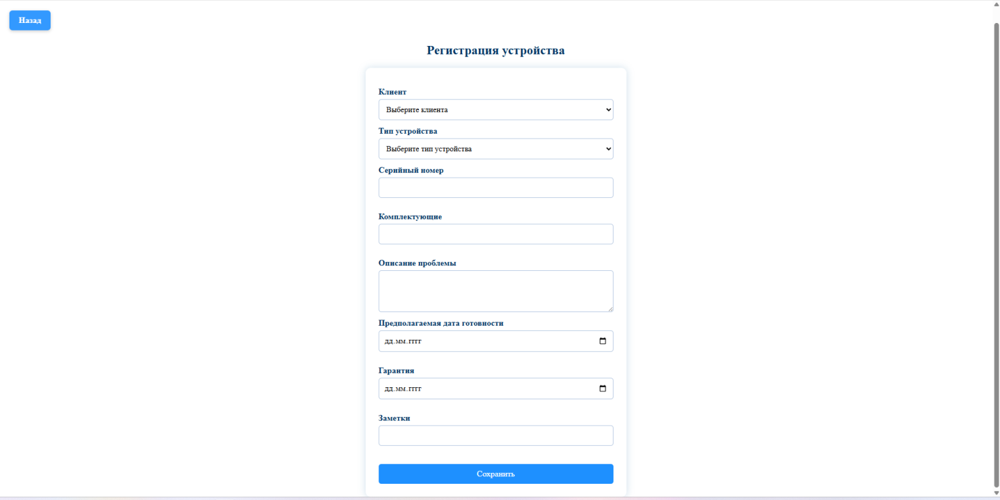 Назад
Регистрация устройства
Клиент
Выберите клиента
Тип устройства
Выберите тип устройства
Серийный номер
Комплектующие
Описание проблемы
Предполагаемая дата готовности
дд.мм.гггг
Гарантия
дд.мм.гггг
Заметки
Сохранить